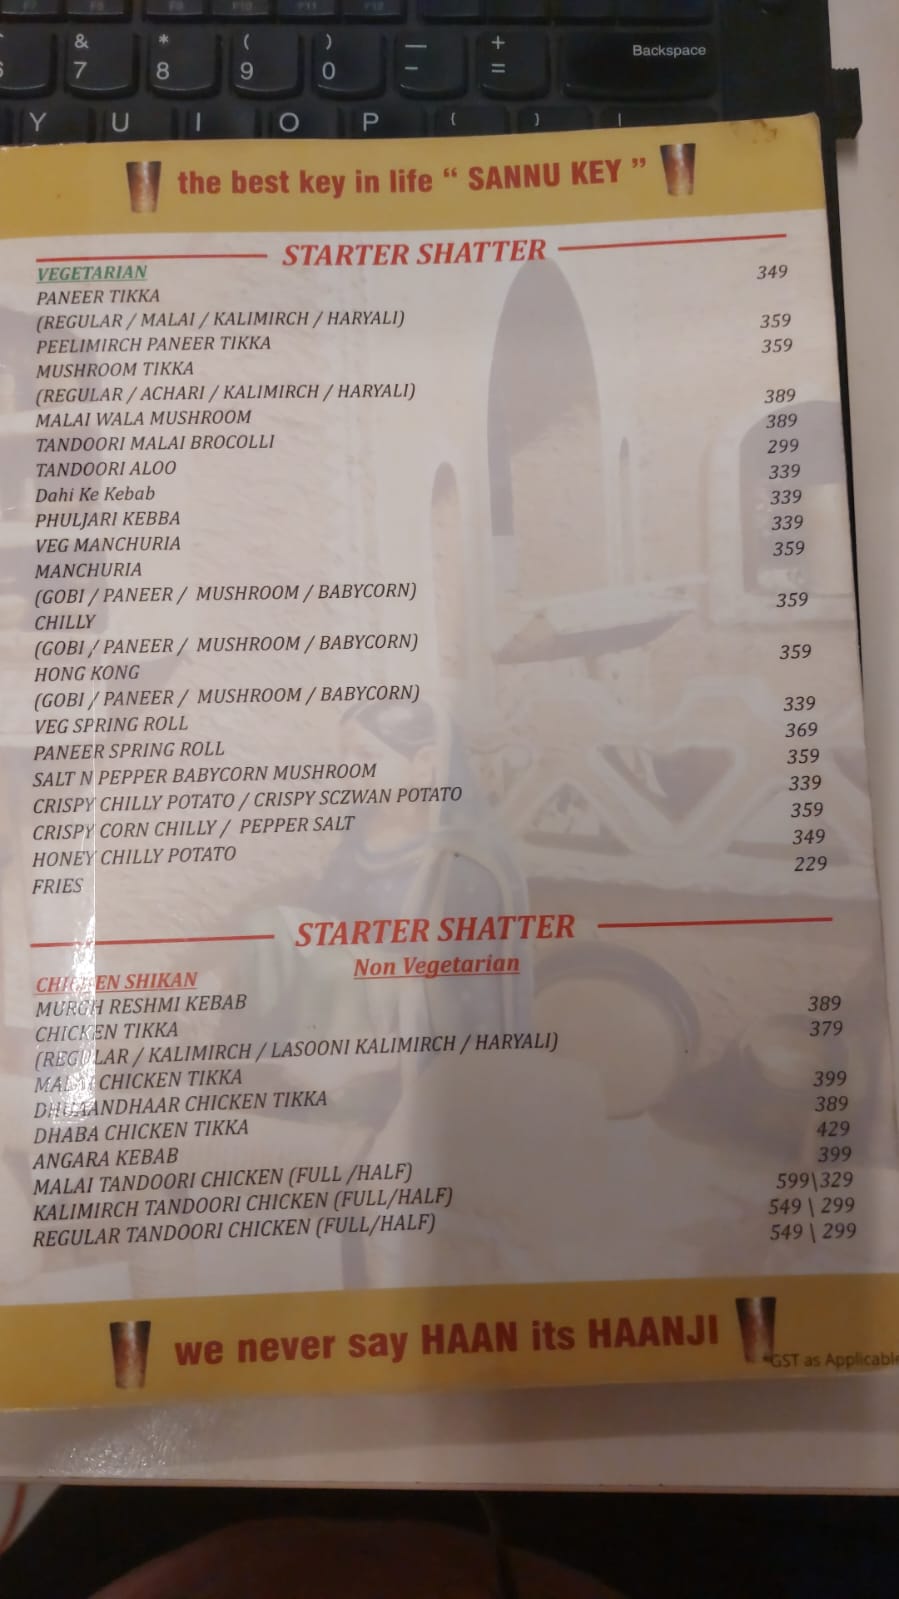 &
*
(
)
—
+
6 7 8 9 0 - = Backspace
Y U I O P
the best key in life “ SANNU KEY ”
STARTER SHATTER
VEGETARIAN
PANEER TIKKA 349
(REGULAR / MALAI / KALIMIRCH / HARYALI)
PEELIMIRCH PANEER TIKKA 359
MUSHROOM TIKKA 359
(REGULAR / ACHARI / KALIMIRCH / HARYALI)
MALAI WALA MUSHROOM 389
TANDOORI MALAI BROCOLLI 389
TANDOORI ALOO 299
Dahi Ke Kebab 339
PHULJARI KEBBA 339
VEG MANCHURIA 339
MANCHURIA 359
(GOBI / PANEER / MUSHROOM / BABYCORN)
CHILLY 359
(GOBI / PANEER / MUSHROOM / BABYCORN)
HONG KONG 359
(GOBI / PANEER / MUSHROOM / BABYCORN)
VEG SPRING ROLL 339
PANEER SPRING ROLL 369
SALT N PEPPER BABYCORN MUSHROOM 359
CRISPY CHILLY POTATO / CRISPY SCZWAN POTATO 339
CRISPY CORN CHILLY / PEPPER SALT 359
HONEY CHILLY POTATO 349
FRIES 229
STARTER SHATTER
Non Vegetarian
CHICKEN SHIKAN
MURGH RESHMI KEBAB 389
CHICKEN TIKKA 379
(REGULAR / KALIMIRCH / LASOONI KALIMIRCH / HARYALI)
MALAI CHICKEN TIKKA 399
DHUAANDHAAR CHICKEN TIKKA 389
DHABA CHICKEN TIKKA 429
ANGARA KEBAB 399
MALAI TANDOORI CHICKEN (FULL /HALF) 599\329
KALIMIRCH TANDOORI CHICKEN (FULL/HALF) 549 \ 299
REGULAR TANDOORI CHICKEN (FULL/HALF) 549 \ 299
we never say HAAN its HAANJI
*GST as Applicable